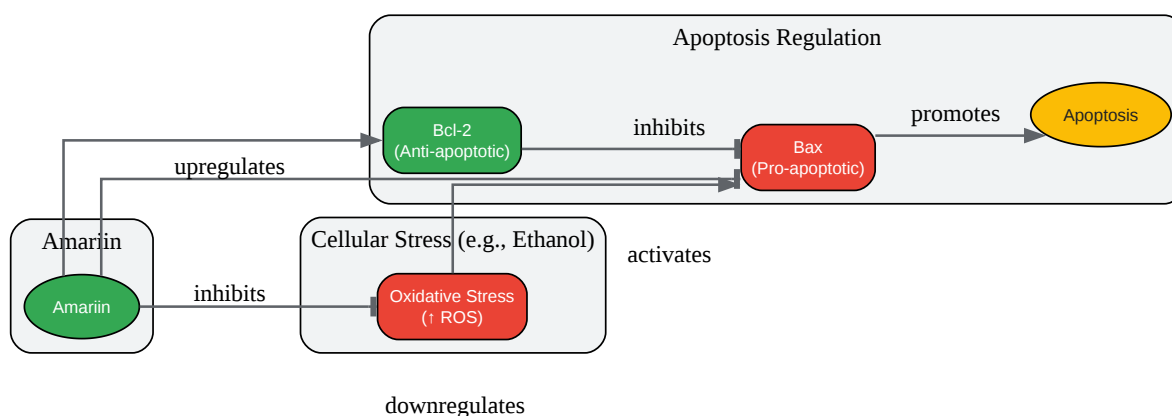 Apoptosis Regulation
Bcl-2
(Anti-apoptotic)
inhibits
Bax
(Pro-apoptotic)
promotes
Apoptosis
upregulates
Amariin
Cellular Stress (e.g., Ethanol)
activates
Amariin
inhibits
Oxidative Stress
(↑ ROS)
downregulates